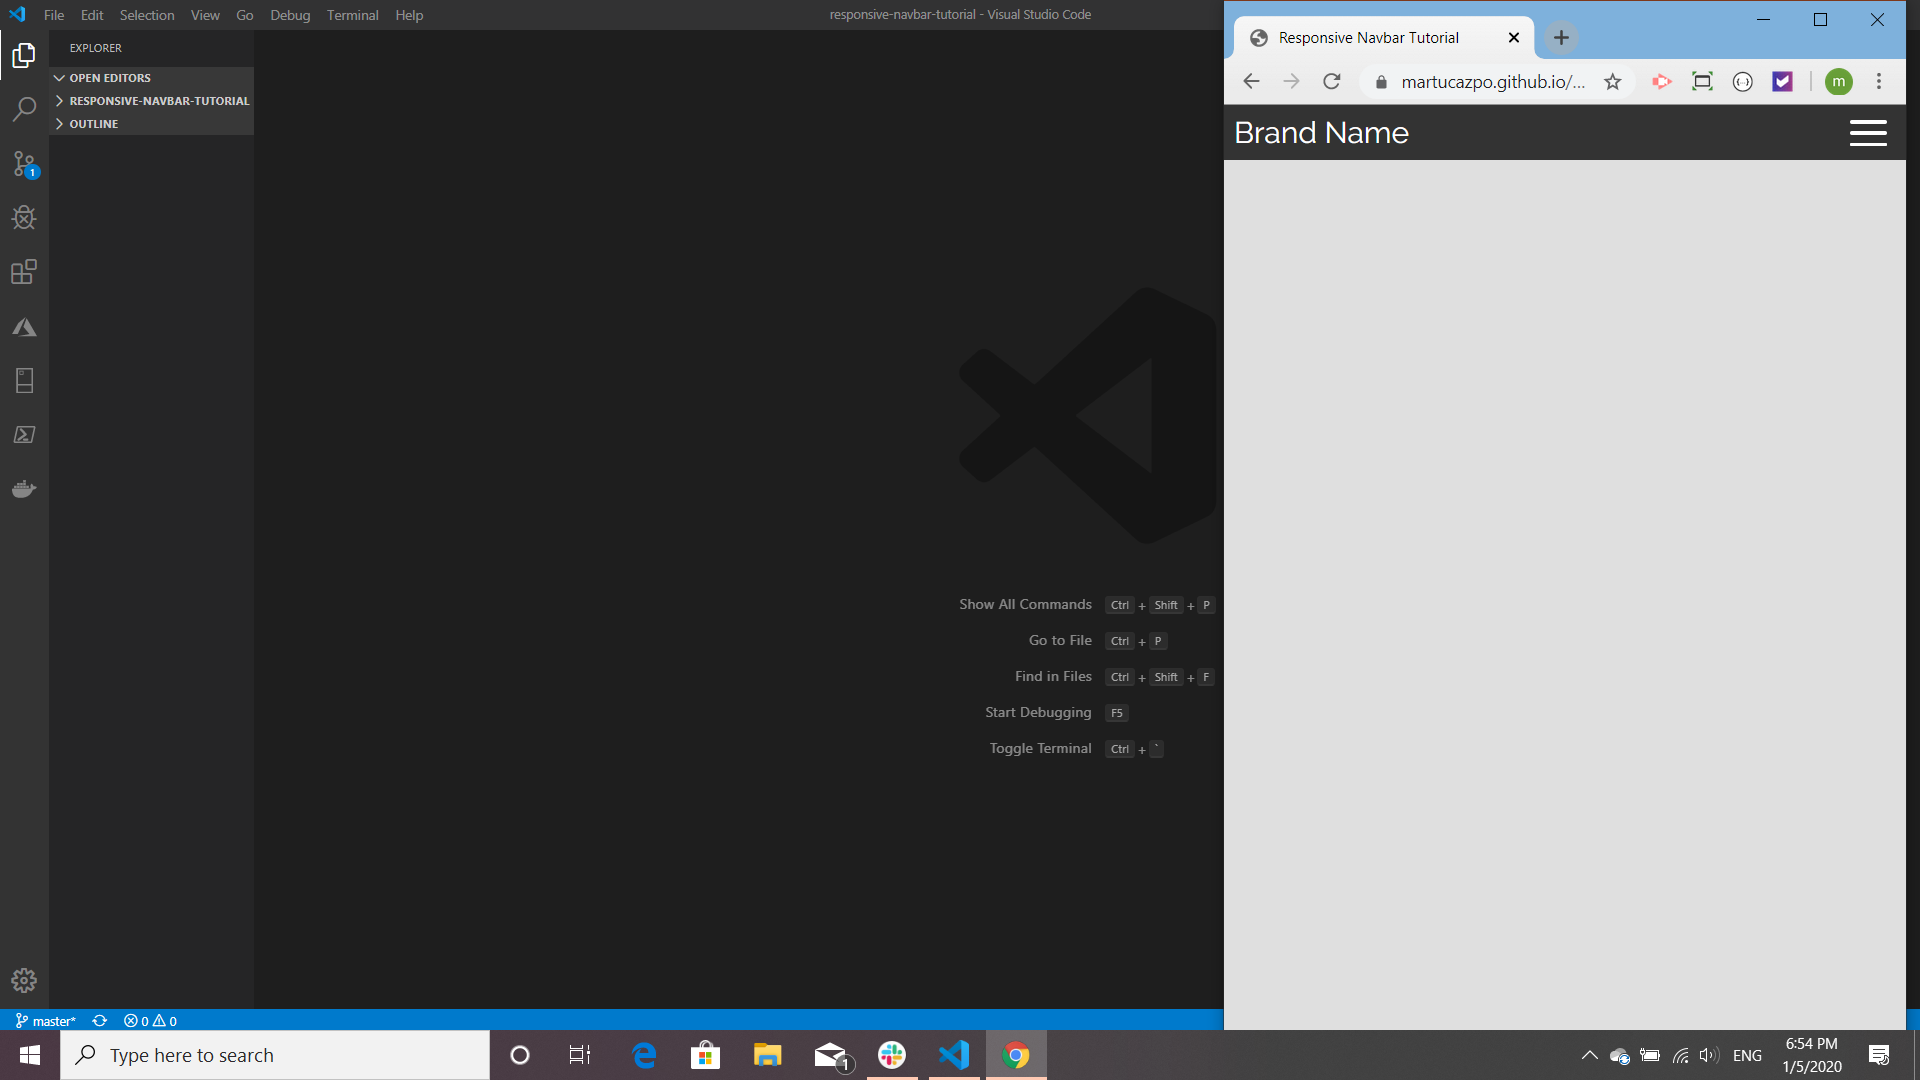 File Edit Selection View Go Debug Terminal Help
responsive-navbar-tutorial - Visual Studio Code
EXPLORER
OPEN EDITORS
RESPONSIVE-NAVBAR-TUTORIAL
OUTLINE
1
Show All Commands Ctrl + Shift + P
Go to File Ctrl + P
Find in Files Ctrl + Shift + F
Start Debugging F5
Toggle Terminal Ctrl + `
master* 0 0
Responsive Navbar Tutorial
martucazpo.github.io/...
m
Brand Name
Type here to search
1
ENG
6:54 PM
1/5/2020